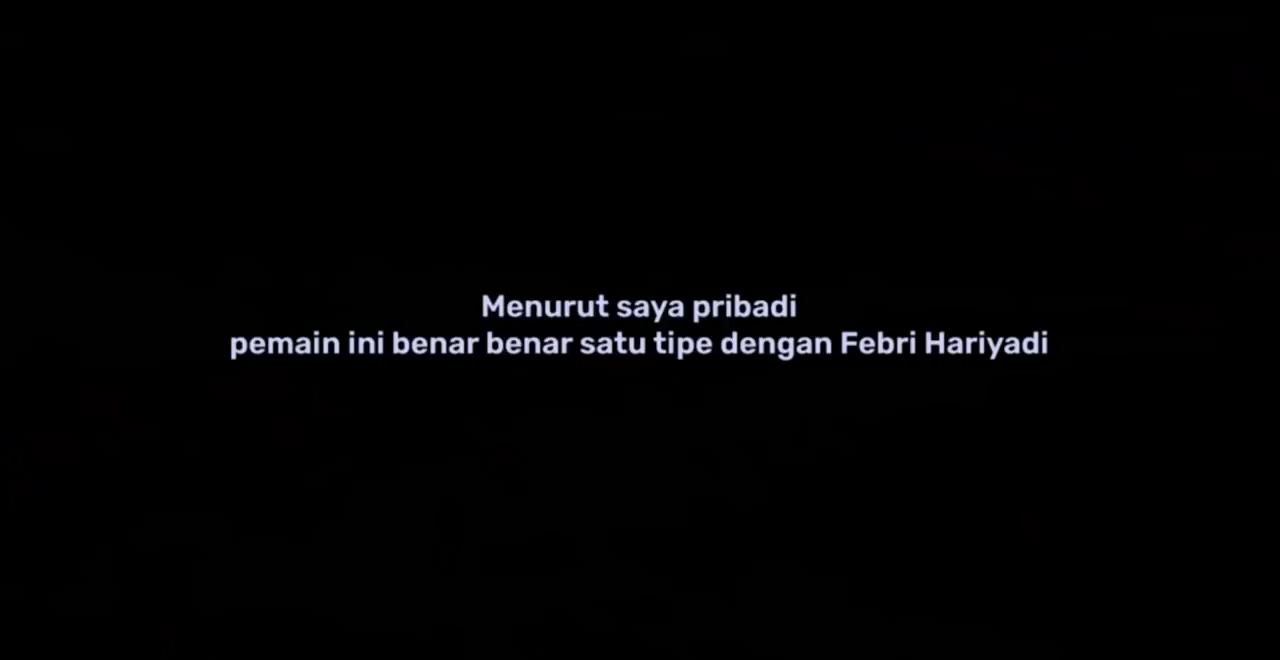 Menurut saya pribadi
pemain ini benar benar satu tipe dengan Febri Hariyadi